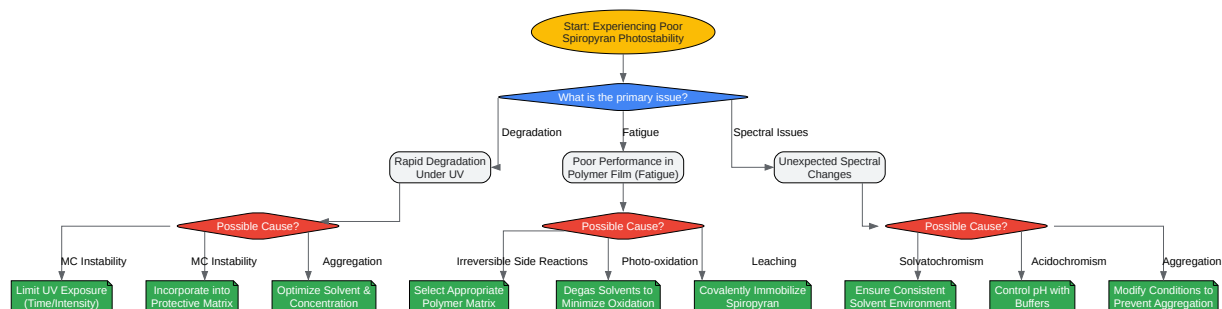 Start: Experiencing Poor
Spiropyran Photostability
What is the primary issue?
Degradation
Fatigue
Spectral Issues
Rapid Degradation
Under UV
Poor Performance in
Polymer Film (Fatigue)
Unexpected Spectral
Changes
Possible Cause?
Possible Cause?
Possible Cause?
MC Instability
MC Instability
Aggregation
Irreversible Side Reactions
Photo-oxidation
Leaching
Solvatochromism
Acidochromism
Aggregation
Limit UV Exposure
(Time/Intensity)
Incorporate into
Protective Matrix
Optimize Solvent &
Concentration
Select Appropriate
Polymer Matrix
Degas Solvents to
Minimize Oxidation
Covalently Immobilize
Spiropyran
Ensure Consistent
Solvent Environment
Control pH with
Buffers
Modify Conditions to
Prevent Aggregation